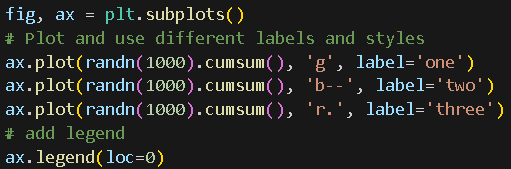 fig, ax = plt.subplots()
# Plot and use different labels and styles
ax.plot(randn(1000).cumsum(), 'g', label='one')
ax.plot(randn(1000).cumsum(), 'b--', label='two')
ax.plot(randn(1000).cumsum(), 'r.', label='three')
# add legend
ax.legend(loc=0)